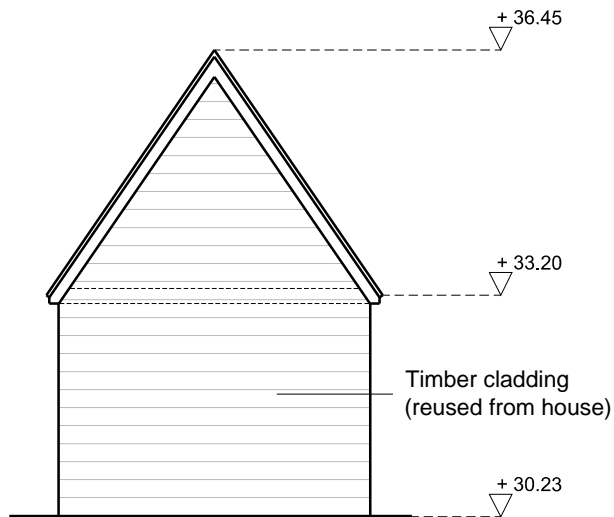 + 36.45
+ 33.20
Timber cladding
(reused from house)
+ 30.23